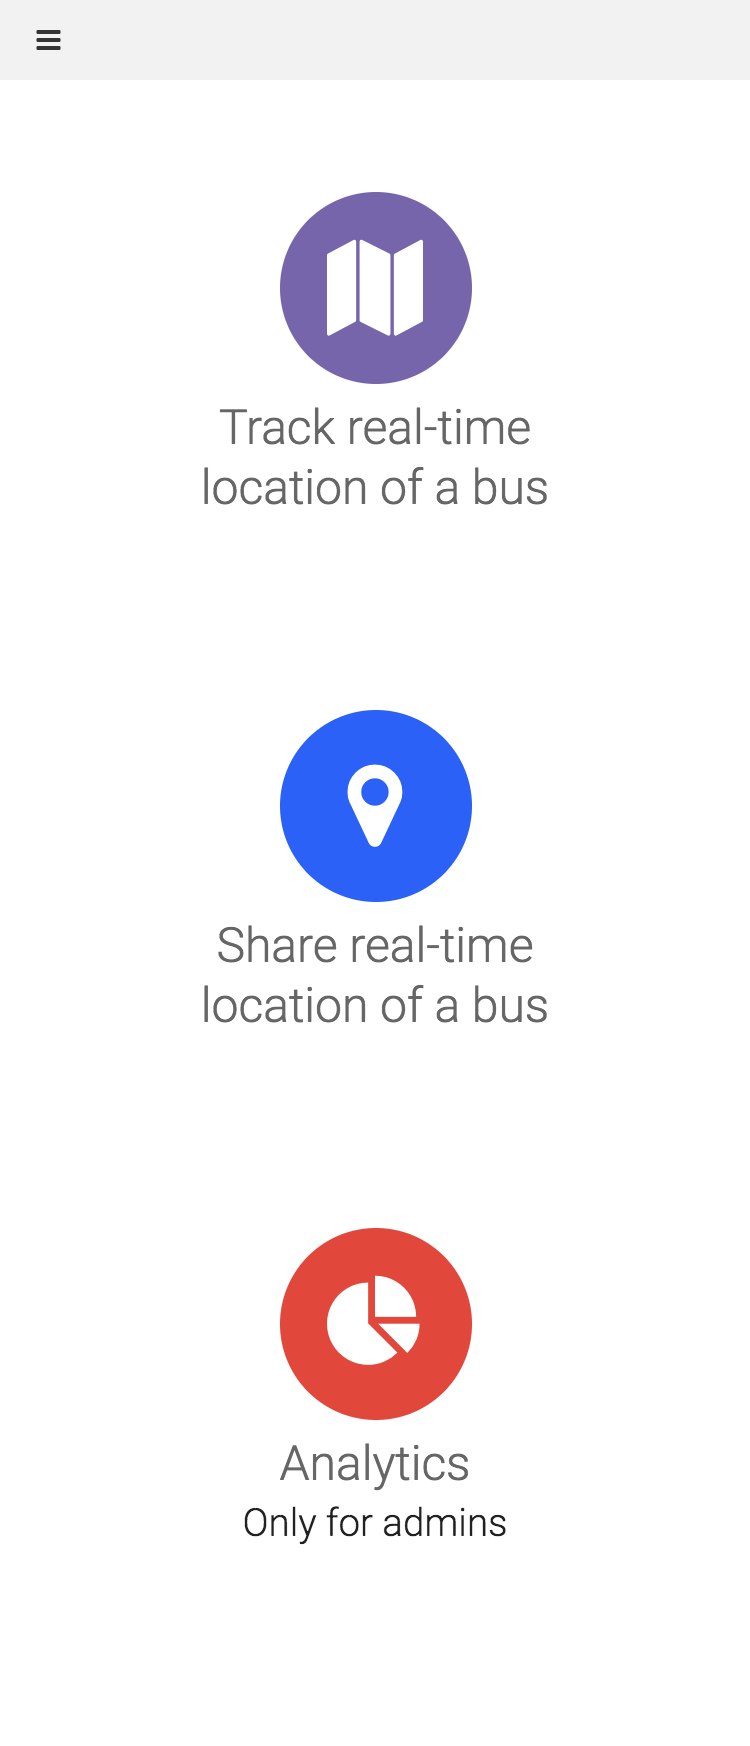 Track real-time
location of a bus
Share real-time
location of a bus
Analytics
Only for admins